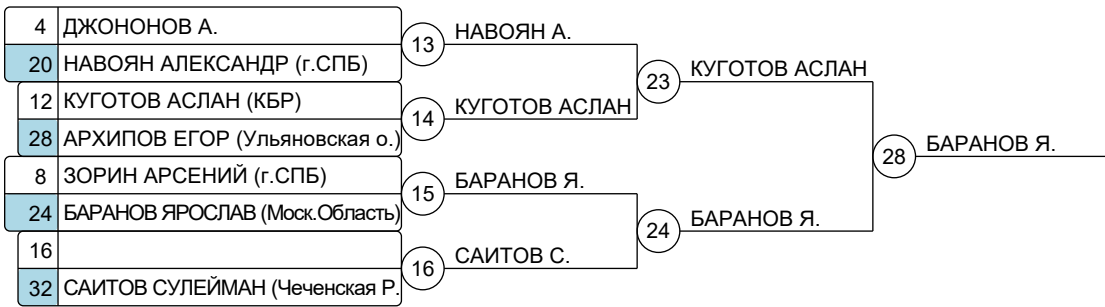 4 ДЖОНОНОВ А.
20 НАВОЯН АЛЕКСАНДР (г.СПБ)
13 НАВОЯН А.
12 КУГОТОВ АСЛАН (КБР)
28 АРХИПОВ ЕГОР (Ульяновская о.)
14 КУГОТОВ АСЛАН
23 КУГОТОВ АСЛАН
8 ЗОРИН АРСЕНИЙ (г.СПБ)
24 БАРАНОВ ЯРОСЛАВ (Моск.Область)
15 БАРАНОВ Я.
16
32 САИТОВ СУЛЕЙМАН (Чеченская Р.
16 САИТОВ С.
24 БАРАНОВ Я.
28 БАРАНОВ Я.